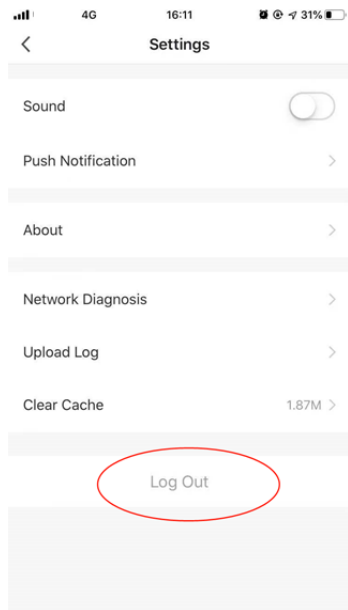 4G 16:11 31%
Settings
Sound
Push Notification
About
Network Diagnosis
Upload Log
Clear Cache 1.87M
Log Out